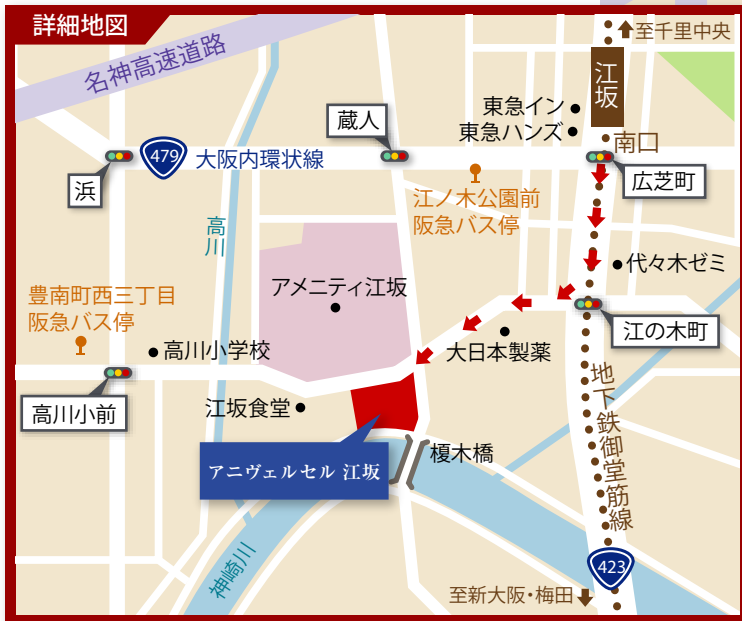 詳細地図
至千里中央
名神高速道路
江坂
東急イン
東急ハンズ
南口
蔵人
479
大阪内環状線
広芝町
浜
江ノ木公園前
阪急バス停
高川
代々木ゼミ
アメニティ江坂
豊南町西三丁目
阪急バス停
江の木町
大日本製薬
高川小学校
地下鉄御堂筋線
高川小前
江坂食堂
榎木橋
アニヴェルセル 江坂
神崎川
423
至新大阪・梅田